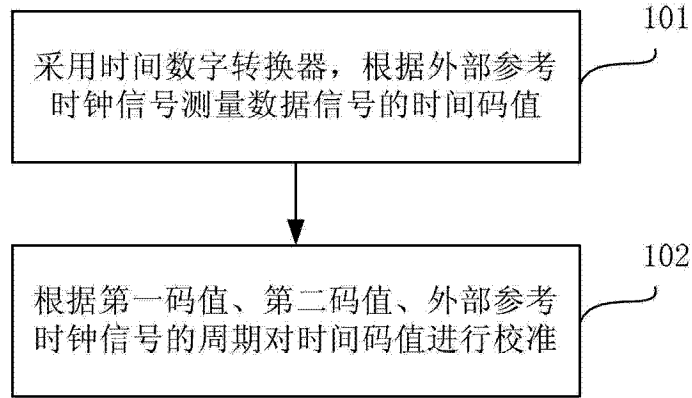 101
采用时间数字转换器，根据外部参考
时钟信号测量数据信号的时间码值
102
根据第一码值、第二码值、外部参考
时钟信号的周期对时间码值进行校准